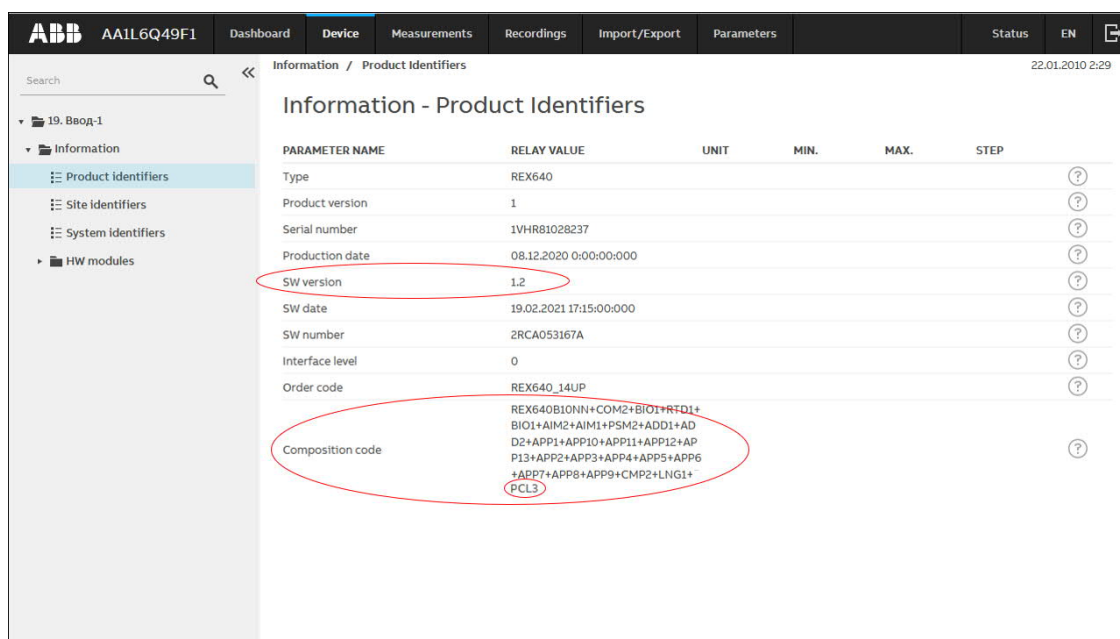 ABB AA1L6Q49F1 Dashboard Device Measurements Recordings Import/Export Parameters Status EN
Search
Information / Product Identifiers 22.01.2010 2:29
Information - Product Identifiers
19. Ввод-1
Information
Product identifiers
Site identifiers
System identifiers
HW modules
PARAMETER NAME RELAY VALUE UNIT MIN. MAX. STEP
Type REX640 ?
Product version 1 ?
Serial number 1VHR81028237 ?
Production date 08.12.2020 0:00:00:000 ?
SW version 1.2 ?
SW date 19.02.2021 17:15:00:000 ?
SW number 2RCA053167A ?
Interface level 0 ?
Order code REX640_14UP ?
Composition code ?
REX640B10NN+COM2+BIO1+RTD1+
BIO1+AIM2+AIM1+PSM2+ADD1+AD
D2+APP1+APP10+APP11+APP12+AP
P13+APP2+APP3+APP4+APP5+APP6
+APP7+APP8+APP9+CMP2+LNG1+
PCL3